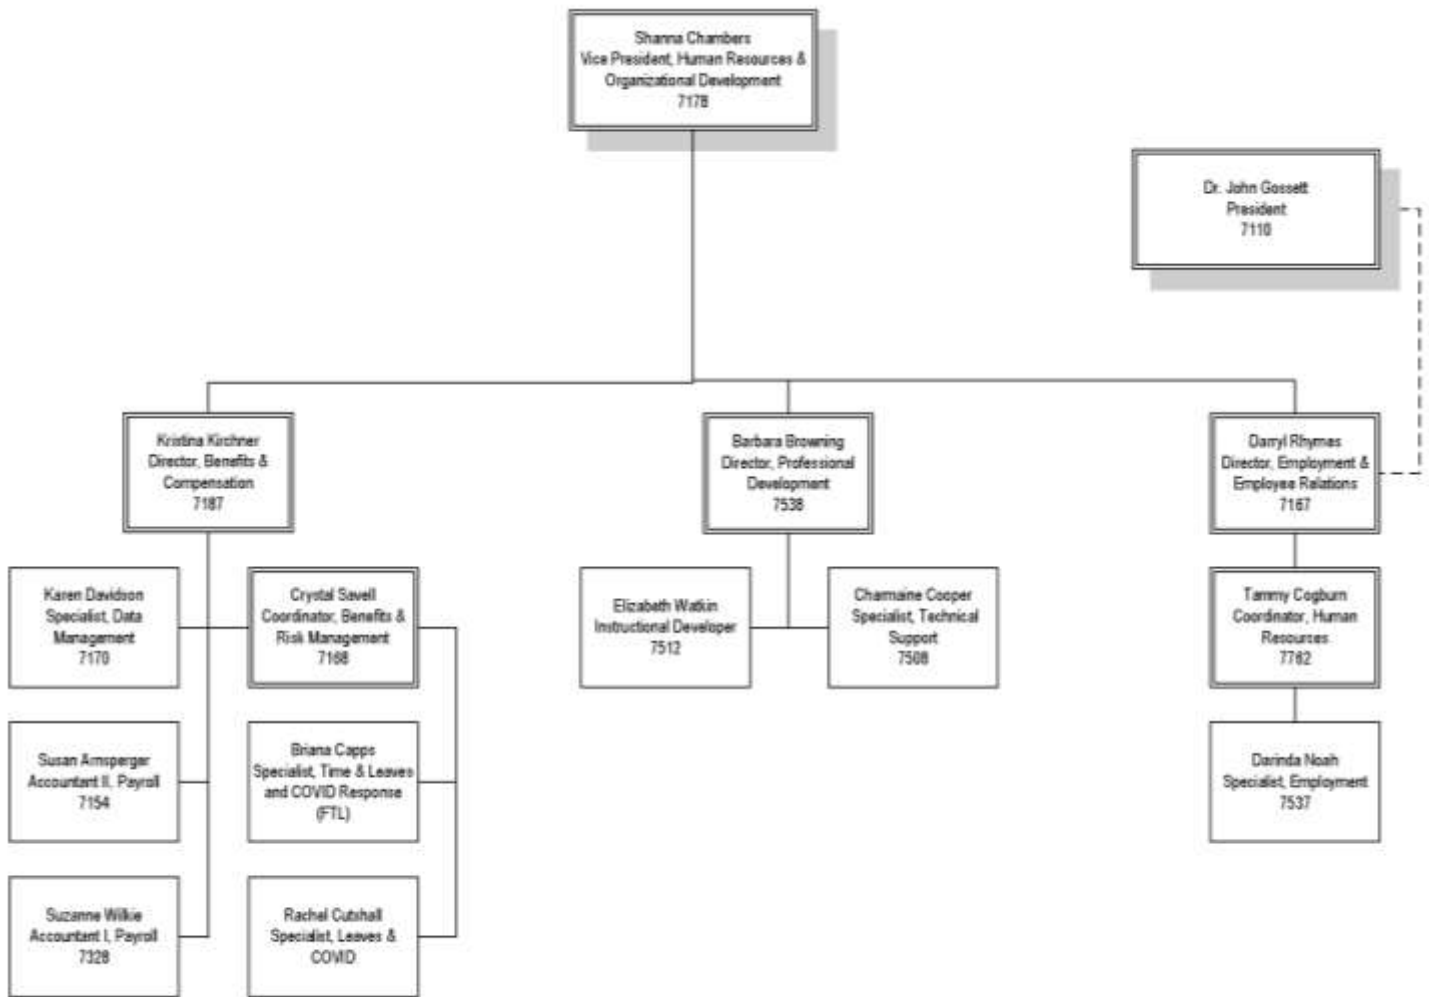 Shanna Chambers
Vice President, Human Resources &
Organizational Development
7178
Dr. John Gossett
President
7110
Kristina Kirchner
Director, Benefits &
Compensation
7187
Barbara Browning
Director, Professional
Development
7538
Darryl Rhymes
Director, Employment &
Employee Relations
7167
Karen Davidson
Specialist, Data
Management
7170
Crystal Savell
Coordinator, Benefits &
Risk Management
7168
Elizabeth Watkin
Instructional Developer
7512
Charmaine Cooper
Specialist, Technical
Support
7508
Tammy Cogburn
Coordinator, Human
Resources
7762
Susan Arnsperger
Accountant II, Payroll
7154
Briana Capps
Specialist, Time & Leaves
and COVID Response
(FTL)
Darinda Noah
Specialist, Employment
7537
Suzanne Wilkie
Accountant I, Payroll
7328
Rachel Cutshall
Specialist, Leaves &
COVID